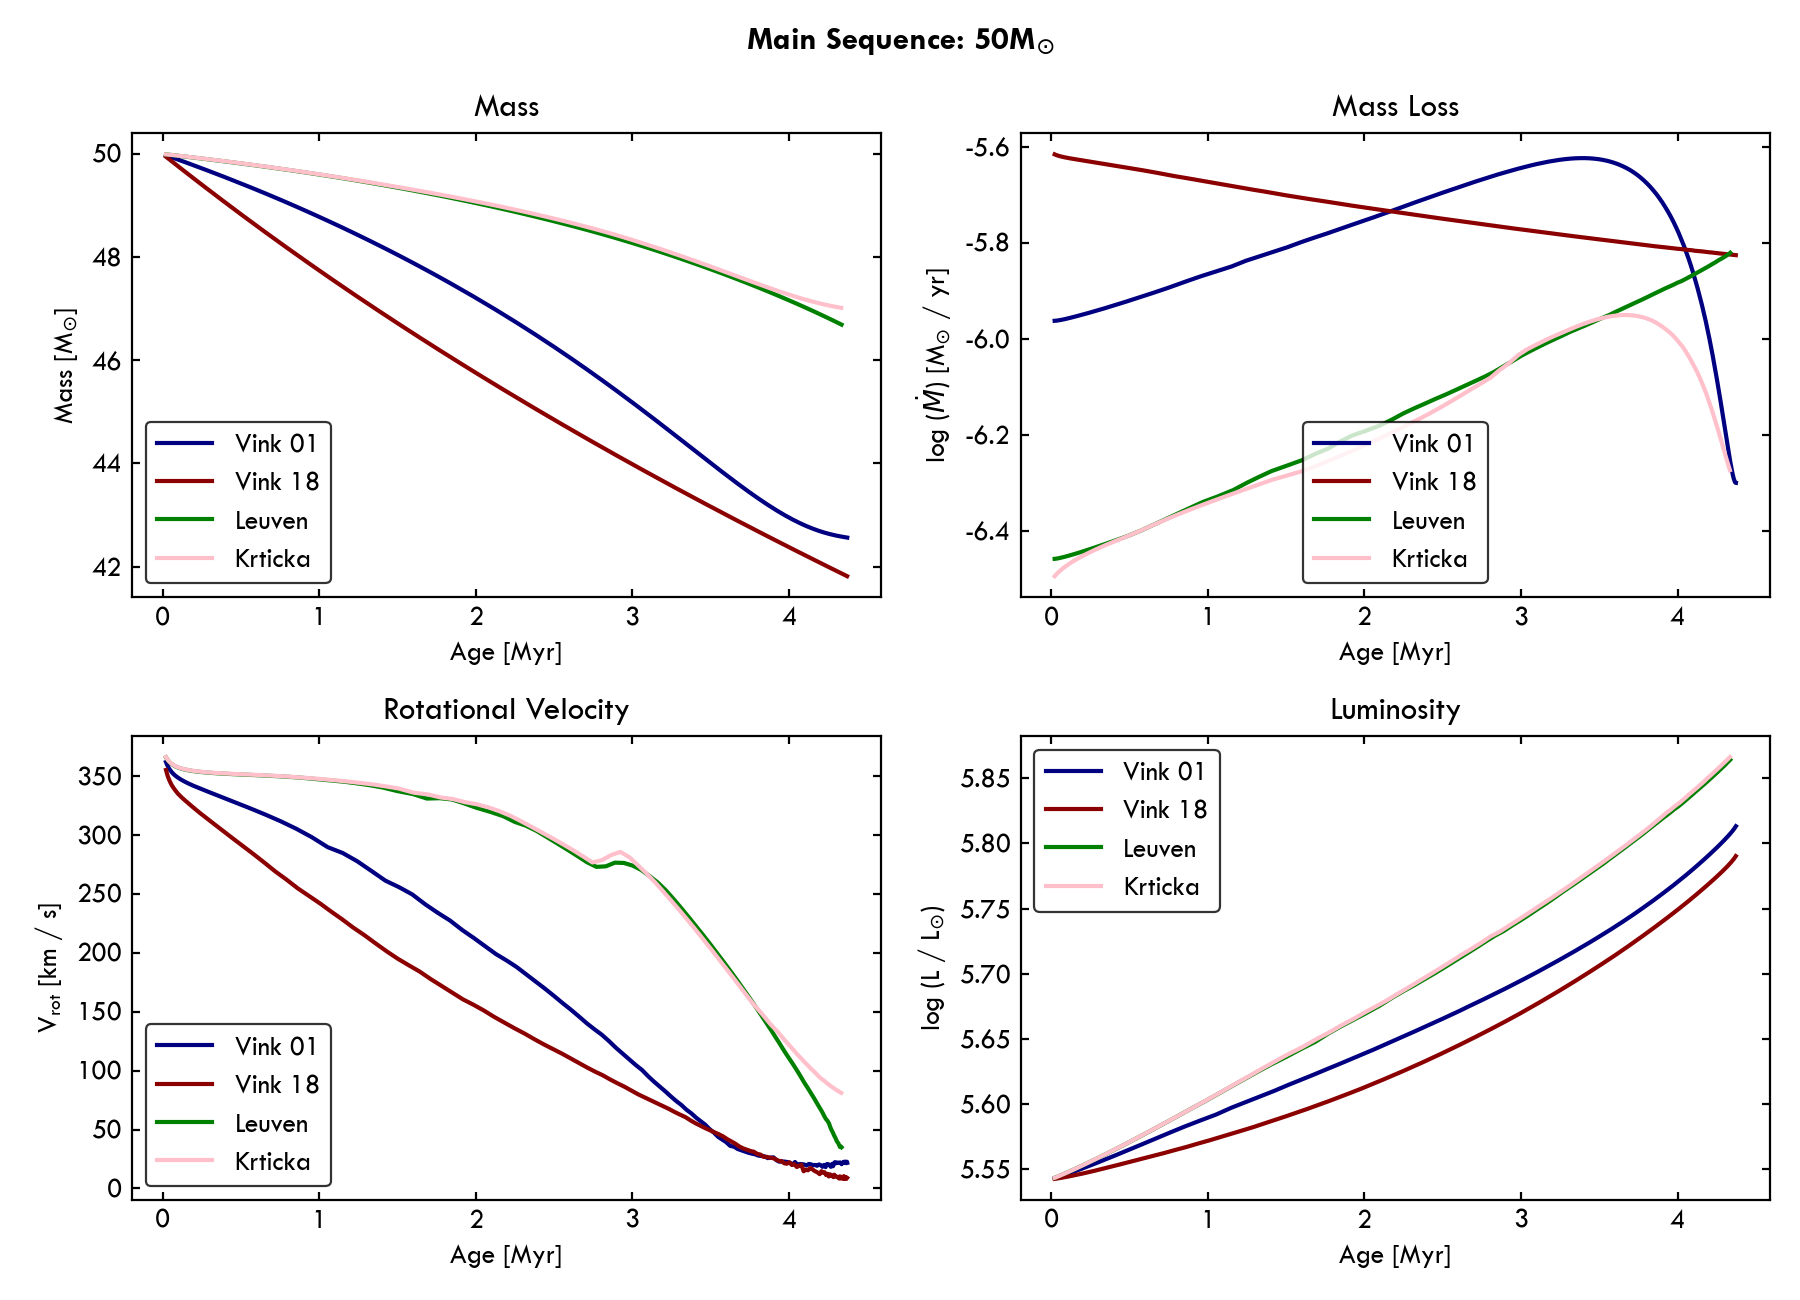 Main Sequence: 50M⊙
Mass
50
48
46
44
42
Mass [M⊙]
Vink 01
Vink 18
Leuven
Krticka
0 1 2 3 4
Age [Myr]
Mass Loss
-5.6
-5.8
-6.0
-6.2
-6.4
log (Ṁ) [M⊙ / yr]
Vink 01
Vink 18
Leuven
Krticka
0 1 2 3 4
Age [Myr]
Rotational Velocity
350
300
250
200
150
100
50
0
Vrot [km / s]
Vink 01
Vink 18
Leuven
Krticka
0 1 2 3 4
Age [Myr]
Luminosity
5.85
5.80
5.75
5.70
5.65
5.60
5.55
log (L / L⊙)
Vink 01
Vink 18
Leuven
Krticka
0 1 2 3 4
Age [Myr]